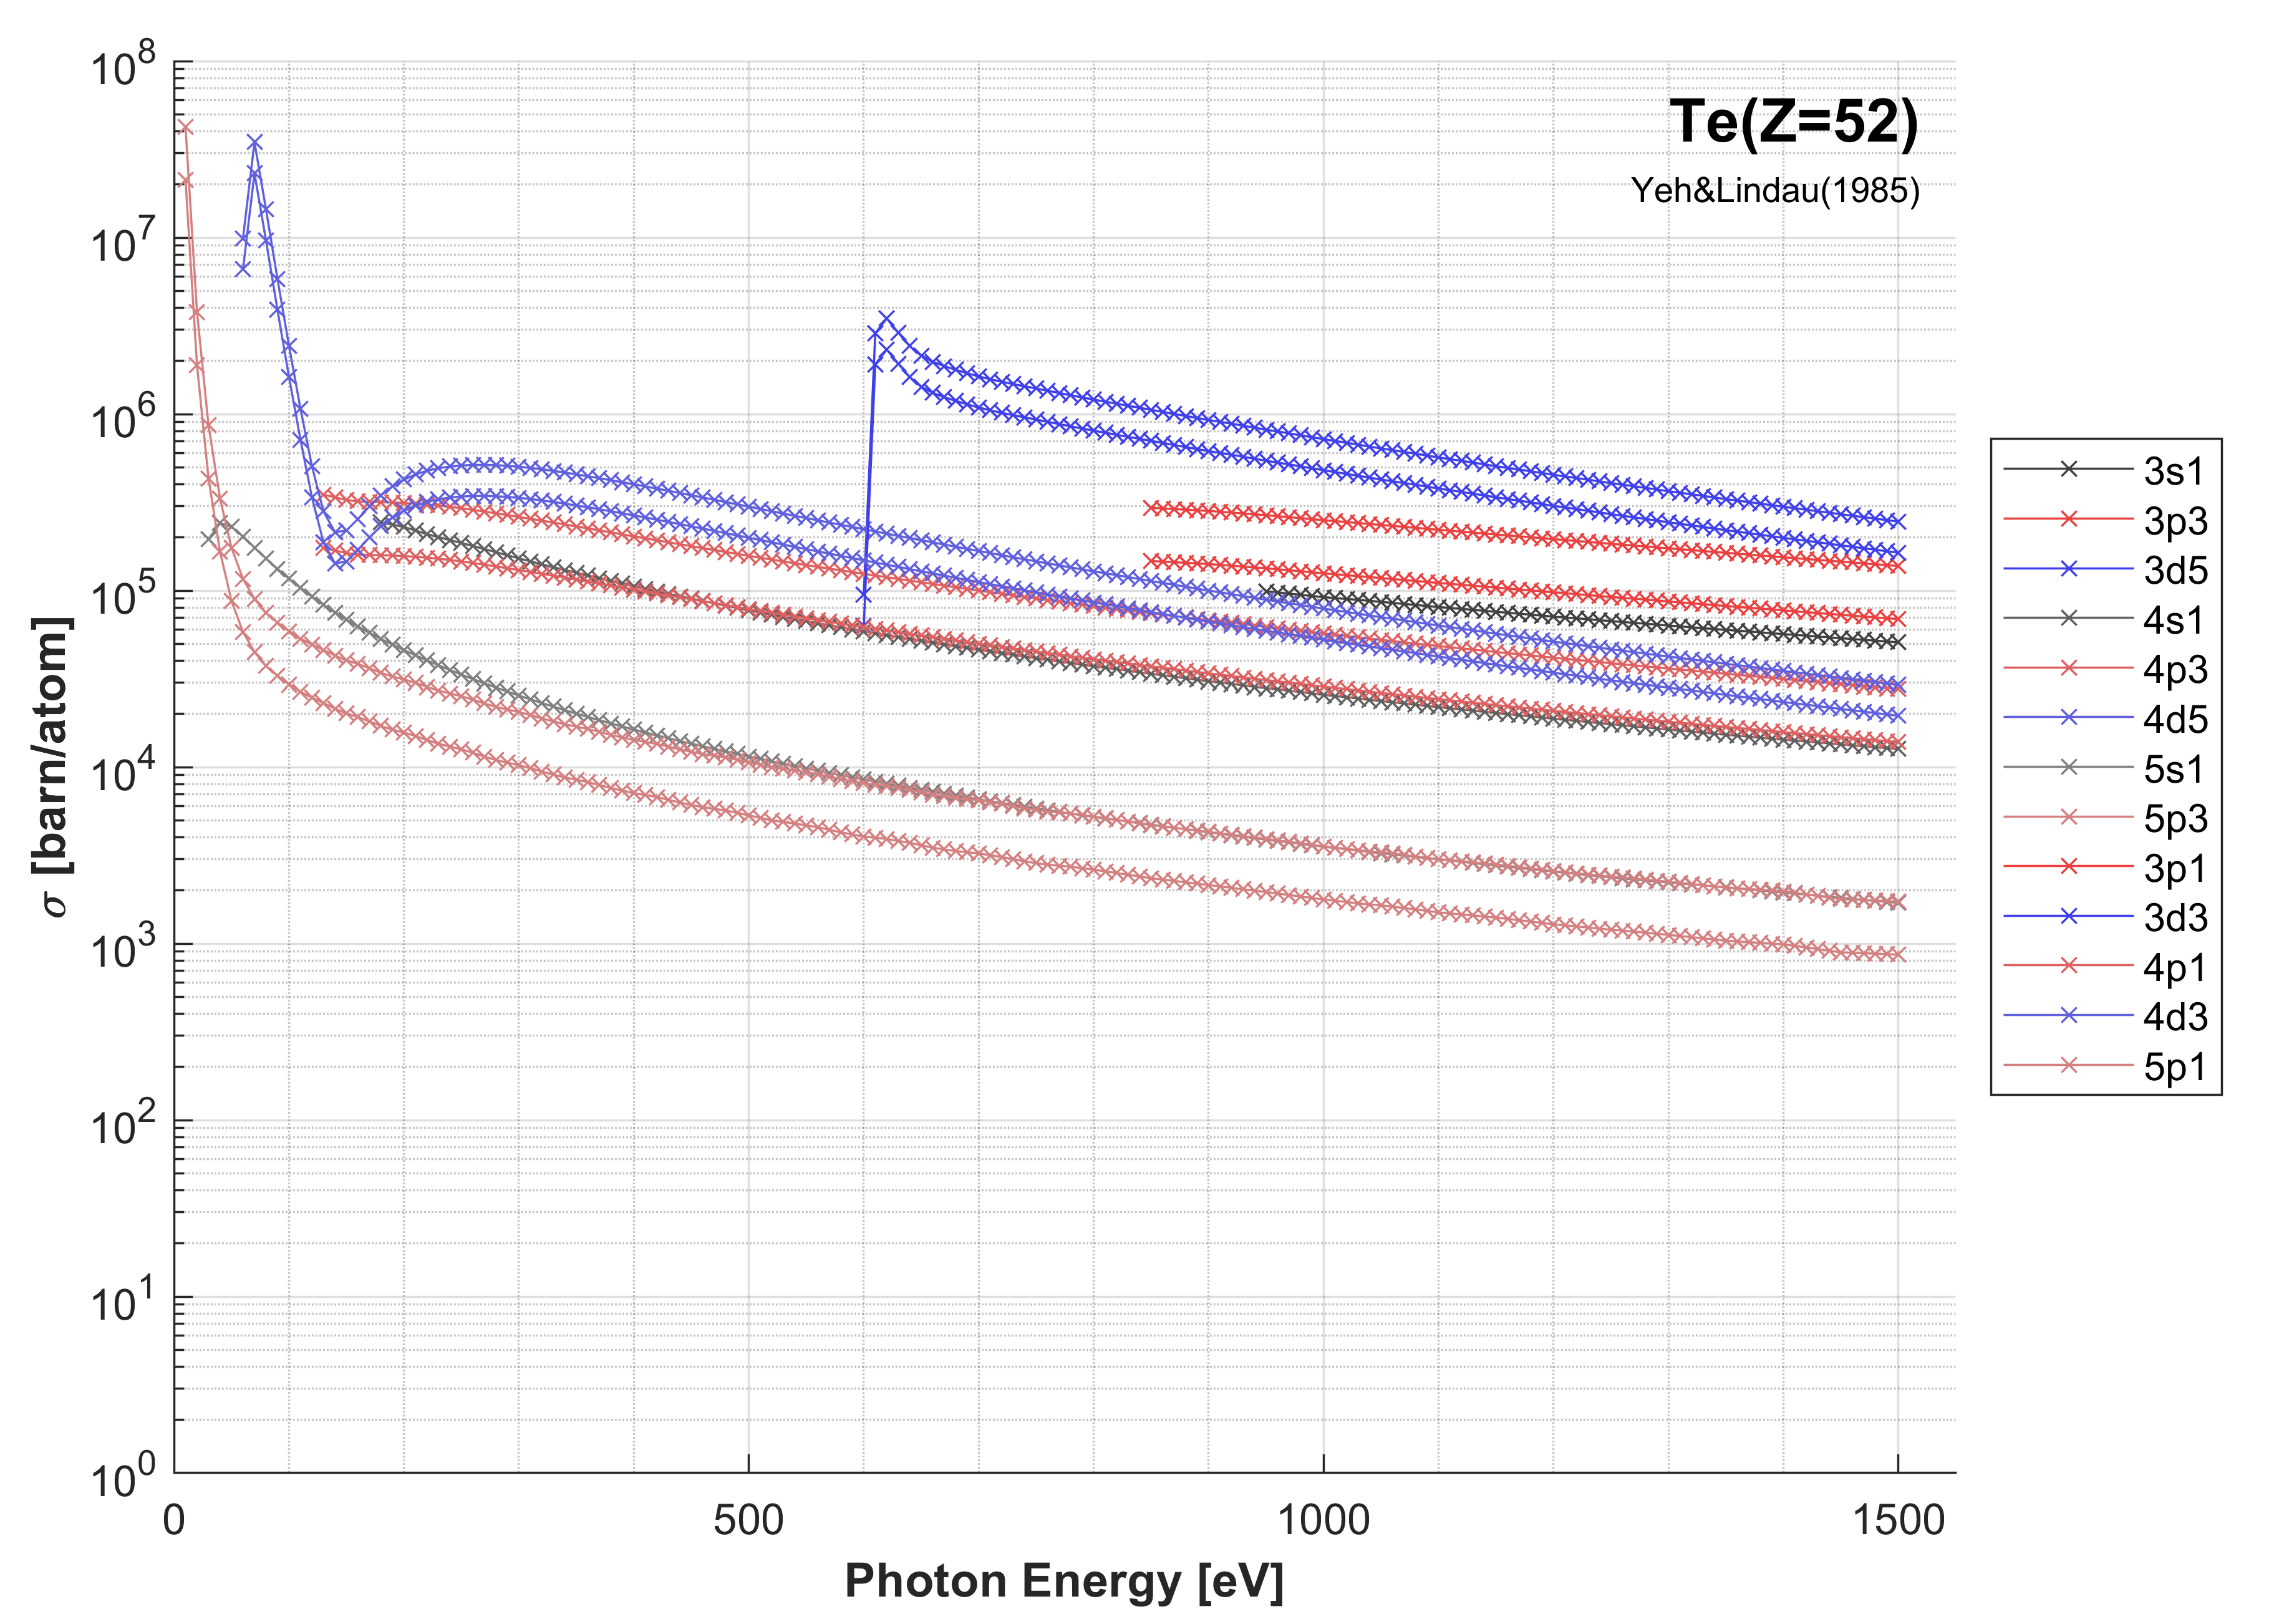 Te(Z=52)
Yeh&Lindau(1985)
σ [barn/atom]
10^8
10^7
10^6
10^5
10^4
10^3
10^2
10^1
10^0
0 500 1000 1500
Photon Energy [eV]
3s1
3p3
3d5
4s1
4p3
4d5
5s1
5p3
3p1
3d3
4p1
4d3
5p1